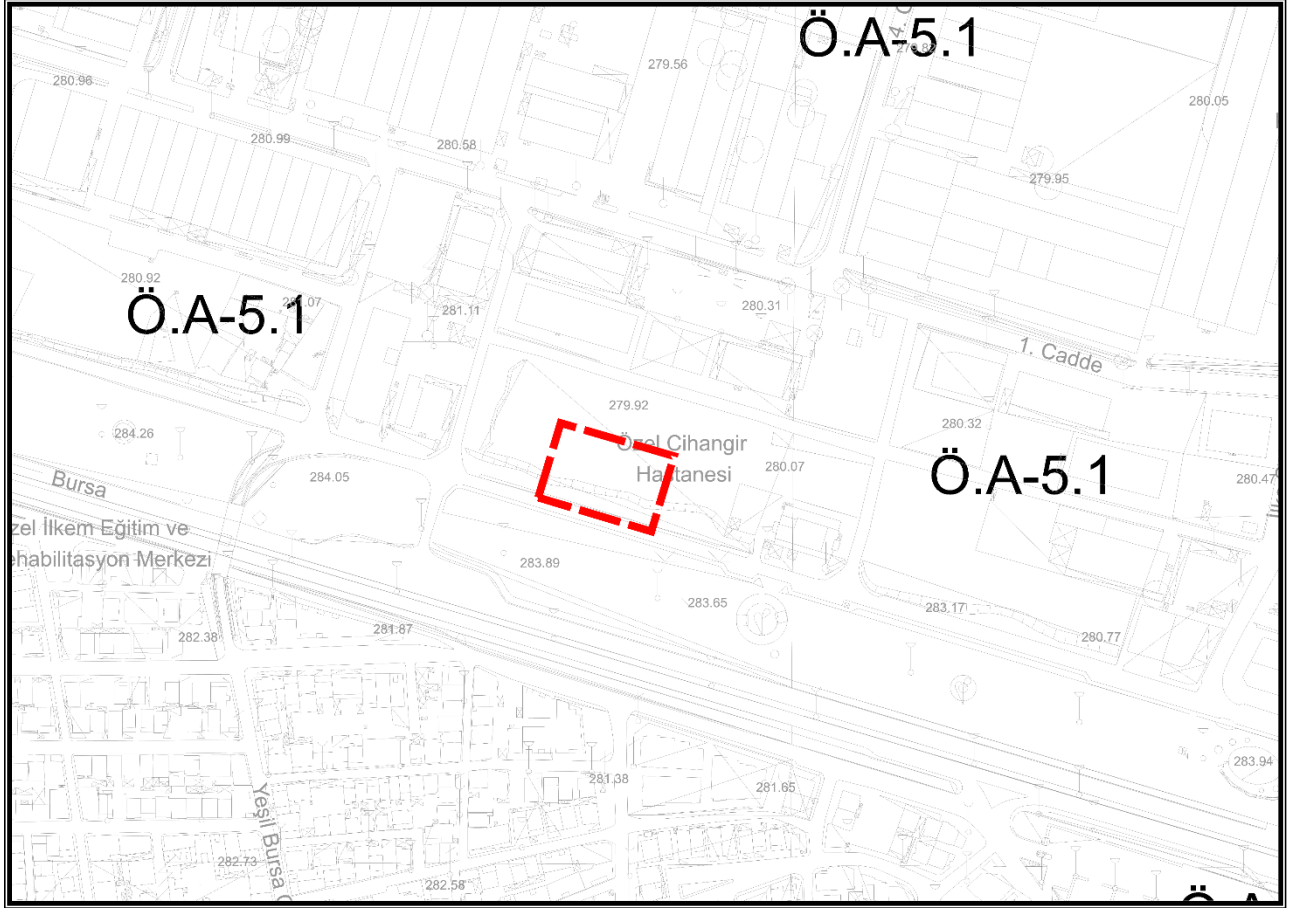 Ö.A-5.1
279.56
280.96
280.05
280.99
280.58
279.95
280.92
Ö.A-5.1
281.11
280.31
1. Cadde
279.92
280.32
284.26
Özel Cihangir
Hastanesi
280.07
Ö.A-5.1
284.05
280.47
Bursa
zel İlkem Eğitim ve
ehabilitasyon Merkezi
283.89
283.65
283.17
282.38
281.87
280.77
283.94
281.38
281.65
Yeşil Bursa
282.73
282.58